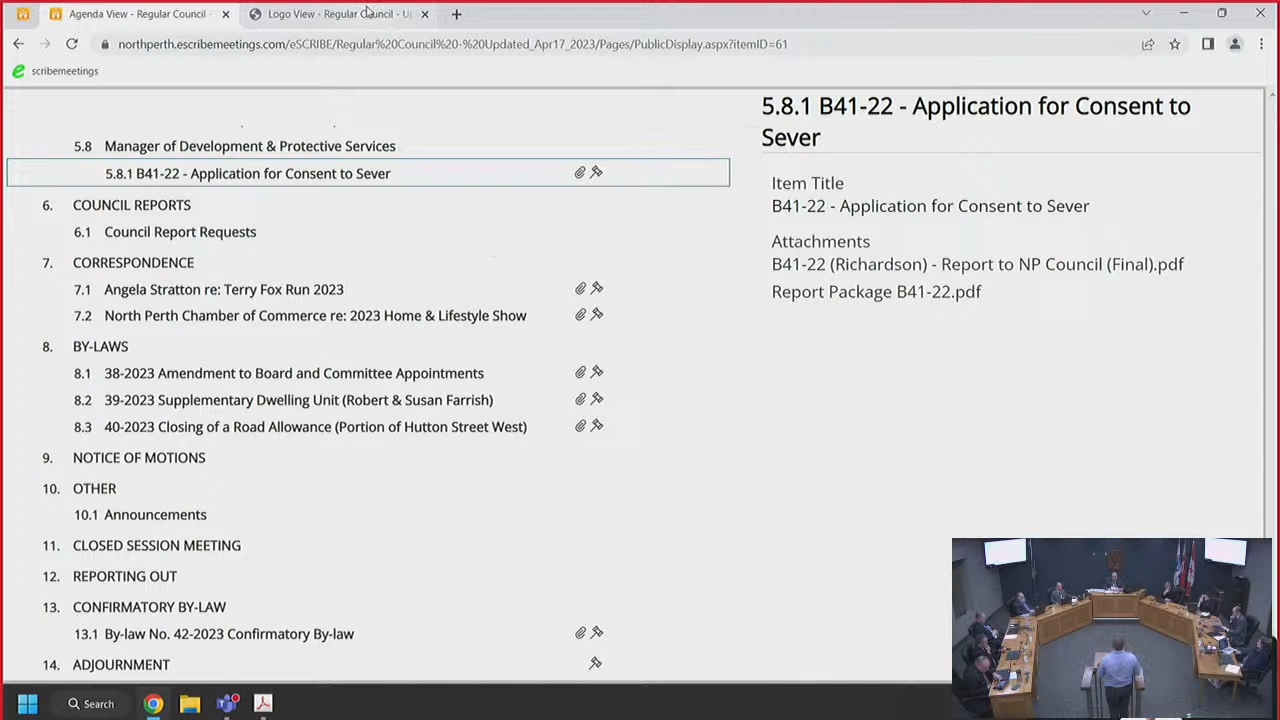 Agenda View - Regular Council -
Logo View - Regular Council - Up
northperth.escribemeetings.com/eSCRIBE/Regular%20Council%20-%20Updated_Apr17_2023/Pages/PublicDisplay.aspx?itemID=61
scribemeetings
5.8 Manager of Development & Protective Services
5.8.1 B41-22 - Application for Consent to Sever
6. COUNCIL REPORTS
6.1 Council Report Requests
7. CORRESPONDENCE
7.1 Angela Stratton re: Terry Fox Run 2023
7.2 North Perth Chamber of Commerce re: 2023 Home & Lifestyle Show
8. BY-LAWS
8.1 38-2023 Amendment to Board and Committee Appointments
8.2 39-2023 Supplementary Dwelling Unit (Robert & Susan Farrish)
8.3 40-2023 Closing of a Road Allowance (Portion of Hutton Street West)
9. NOTICE OF MOTIONS
10. OTHER
10.1 Announcements
11. CLOSED SESSION MEETING
12. REPORTING OUT
13. CONFIRMATORY BY-LAW
13.1 By-law No. 42-2023 Confirmatory By-law
14. ADJOURNMENT
5.8.1 B41-22 - Application for Consent to
Sever
Item Title
B41-22 - Application for Consent to Sever
Attachments
B41-22 (Richardson) - Report to NP Council (Final).pdf
Report Package B41-22.pdf
Search